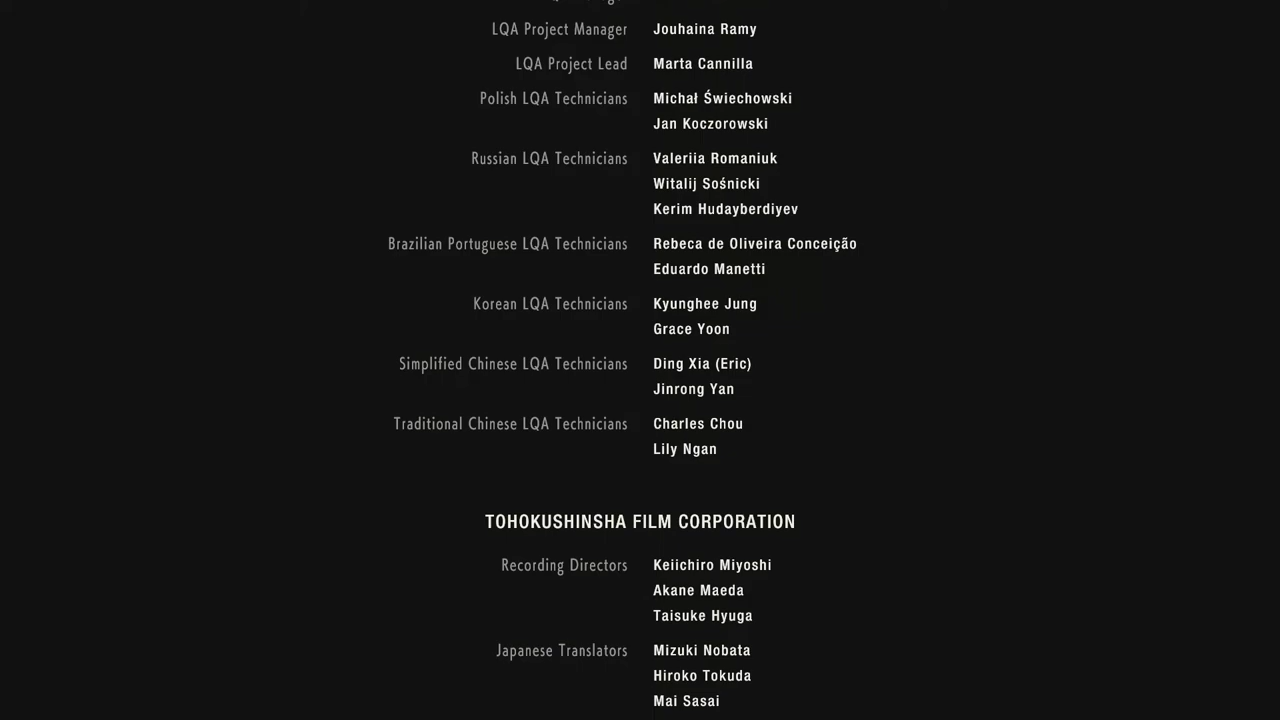 LQA Project Manager Jouhaina Ramy
LQA Project Lead Marta Cannilla
Polish LQA Technicians Michał Świechowski
Jan Koczorowski
Russian LQA Technicians Valeriia Romaniuk
Witalij Sośnicki
Kerim Hudayberdiyev
Brazilian Portuguese LQA Technicians Rebeca de Oliveira Conceição
Eduardo Manetti
Korean LQA Technicians Kyunghee Jung
Grace Yoon
Simplified Chinese LQA Technicians Ding Xia (Eric)
Jinrong Yan
Traditional Chinese LQA Technicians Charles Chou
Lily Ngan
TOHOKUSHINSHA FILM CORPORATION
Recording Directors Keiichiro Miyoshi
Akane Maeda
Taisuke Hyuga
Japanese Translators Mizuki Nobata
Hiroko Tokuda
Mai Sasai